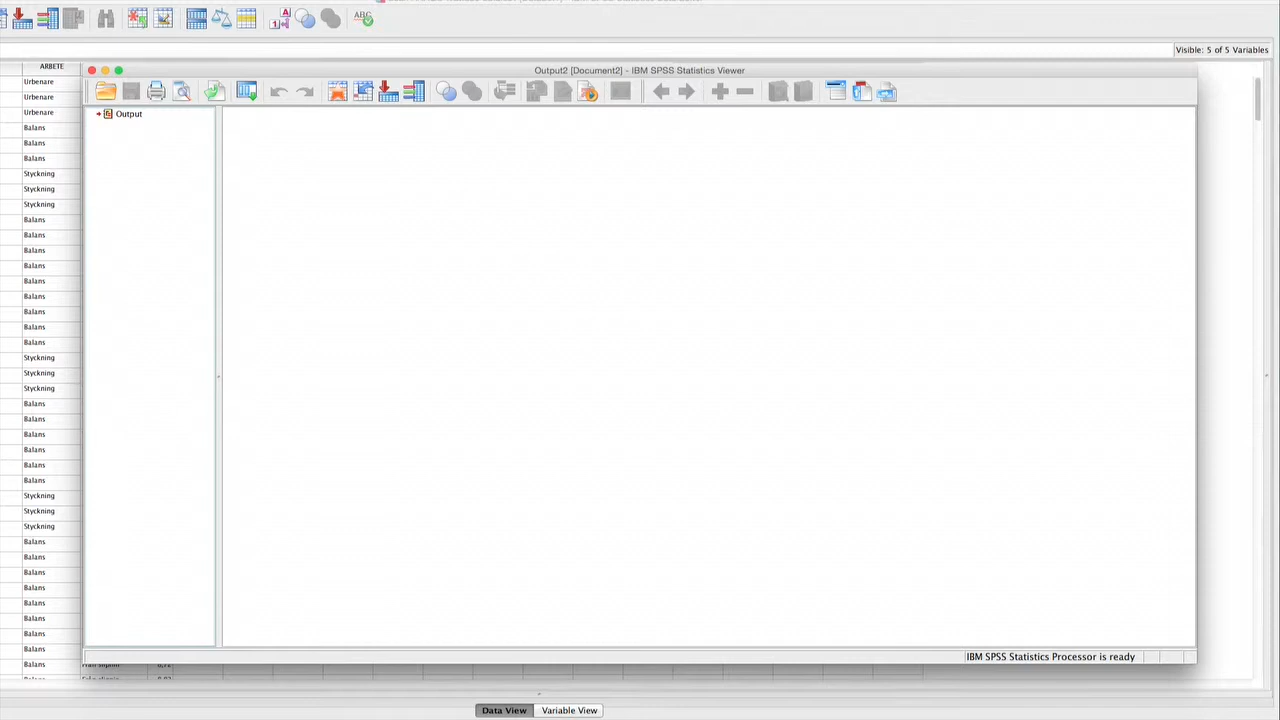 Visible: 5 of 5 Variables
ARBETE
Output2 [Document2] - IBM SPSS Statistics Viewer
Output
Urbenare
Urbenare
Urbenare
Balans
Balans
Balans
Styckning
Styckning
Styckning
Balans
Balans
Balans
Balans
Balans
Balans
Balans
Balans
Balans
Styckning
Styckning
Styckning
Balans
Balans
Balans
Balans
Balans
Balans
Styckning
Styckning
Styckning
Balans
Balans
Balans
Balans
Balans
Balans
Balans
Balans
Balans
IBM SPSS Statistics Processor is ready
Data View
Variable View